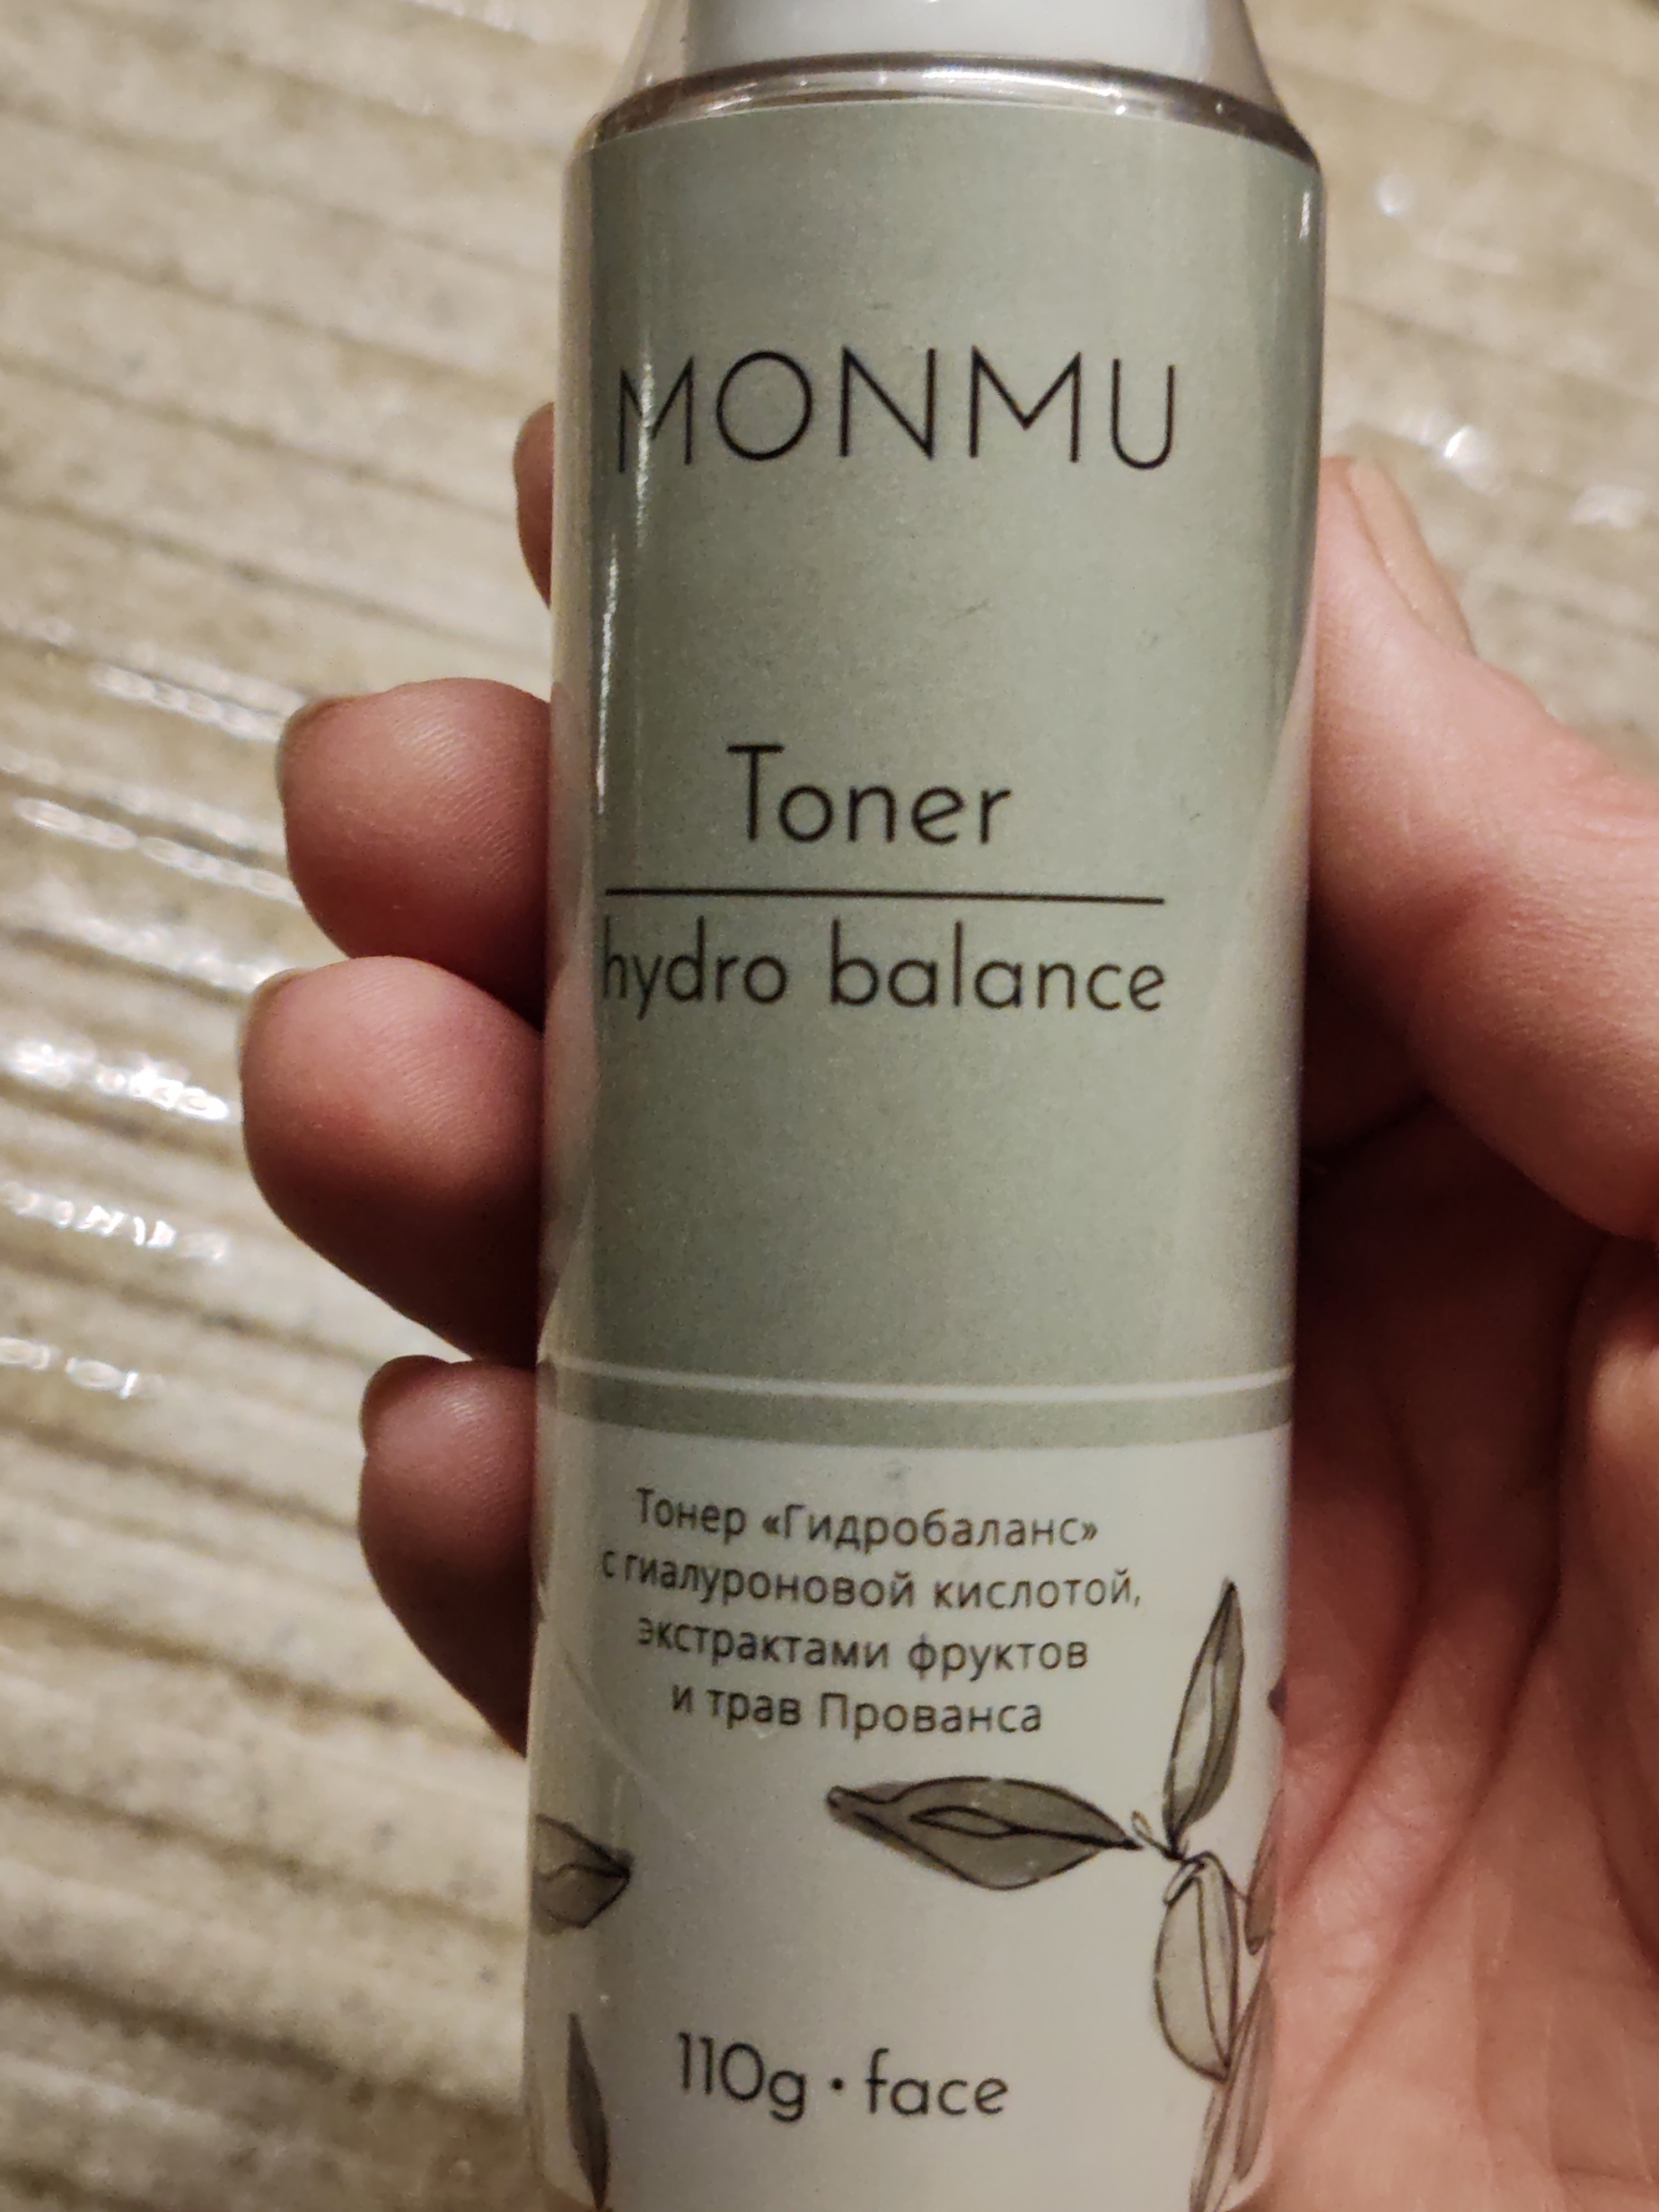 MONMU
Toner
hydro balance
Тонер «Гидробаланс»
с гиалуроновой кислотой,
экстрактами фруктов
и трав Прованса
110g · face